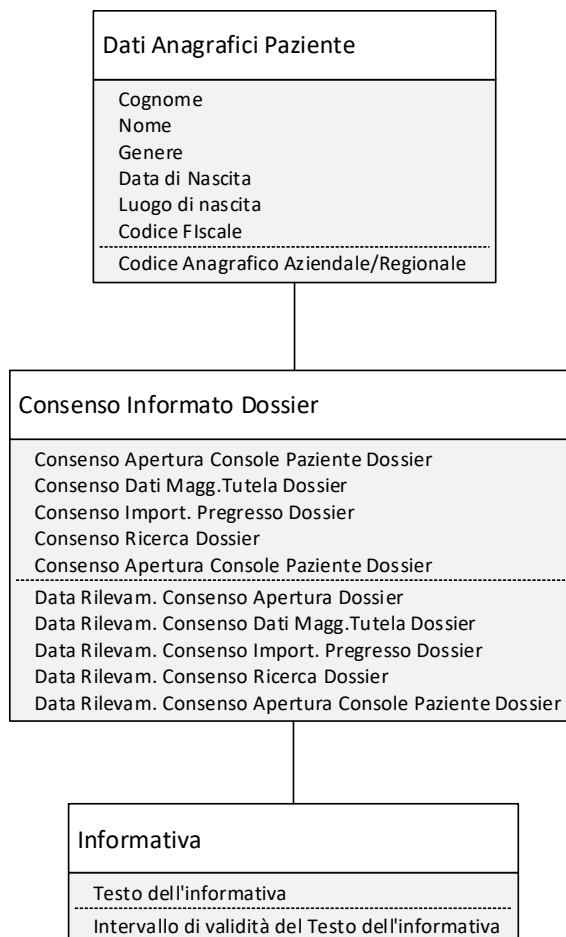 Dati Anagrafici Paziente
Cognome
Nome
Genere
Data di Nascita
Luogo di nascita
Codice FIscale
Codice Anagrafico Aziendale/Regionale
Consenso Informato Dossier
Consenso Apertura Console Paziente Dossier
Consenso Dati Magg.Tutela Dossier
Consenso Import. Pregresso Dossier
Consenso Ricerca Dossier
Consenso Apertura Console Paziente Dossier
Data Rilevam. Consenso Apertura Dossier
Data Rilevam. Consenso Dati Magg.Tutela Dossier
Data Rilevam. Consenso Import. Pregresso Dossier
Data Rilevam. Consenso Ricerca Dossier
Data Rilevam. Consenso Apertura Console Paziente Dossier
Informativa
Testo dell'informativa
Intervallo di validità del Testo dell'informativa